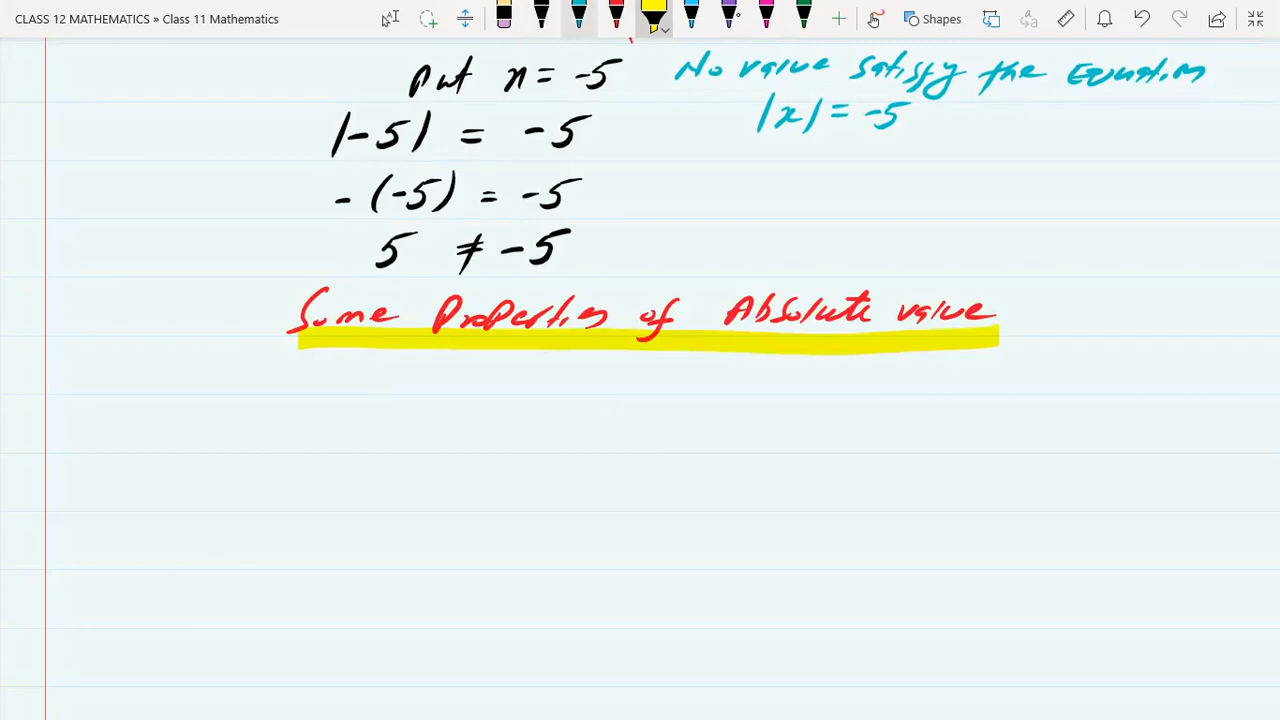 CLASS 12 MATHEMATICS » Class 11 Mathematics
Shapes
Put x = -5
No value satisfy the Equation
|x| = -5
|-5| = -5
-(-5) = -5
5 ≠ -5
Some Properties of Absolute value